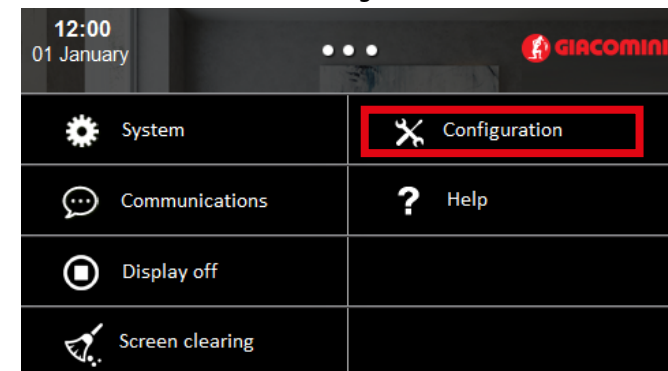 12:00
01 January
GIACOMINI
System
Configuration
Communications
? Help
Display off
Screen clearing